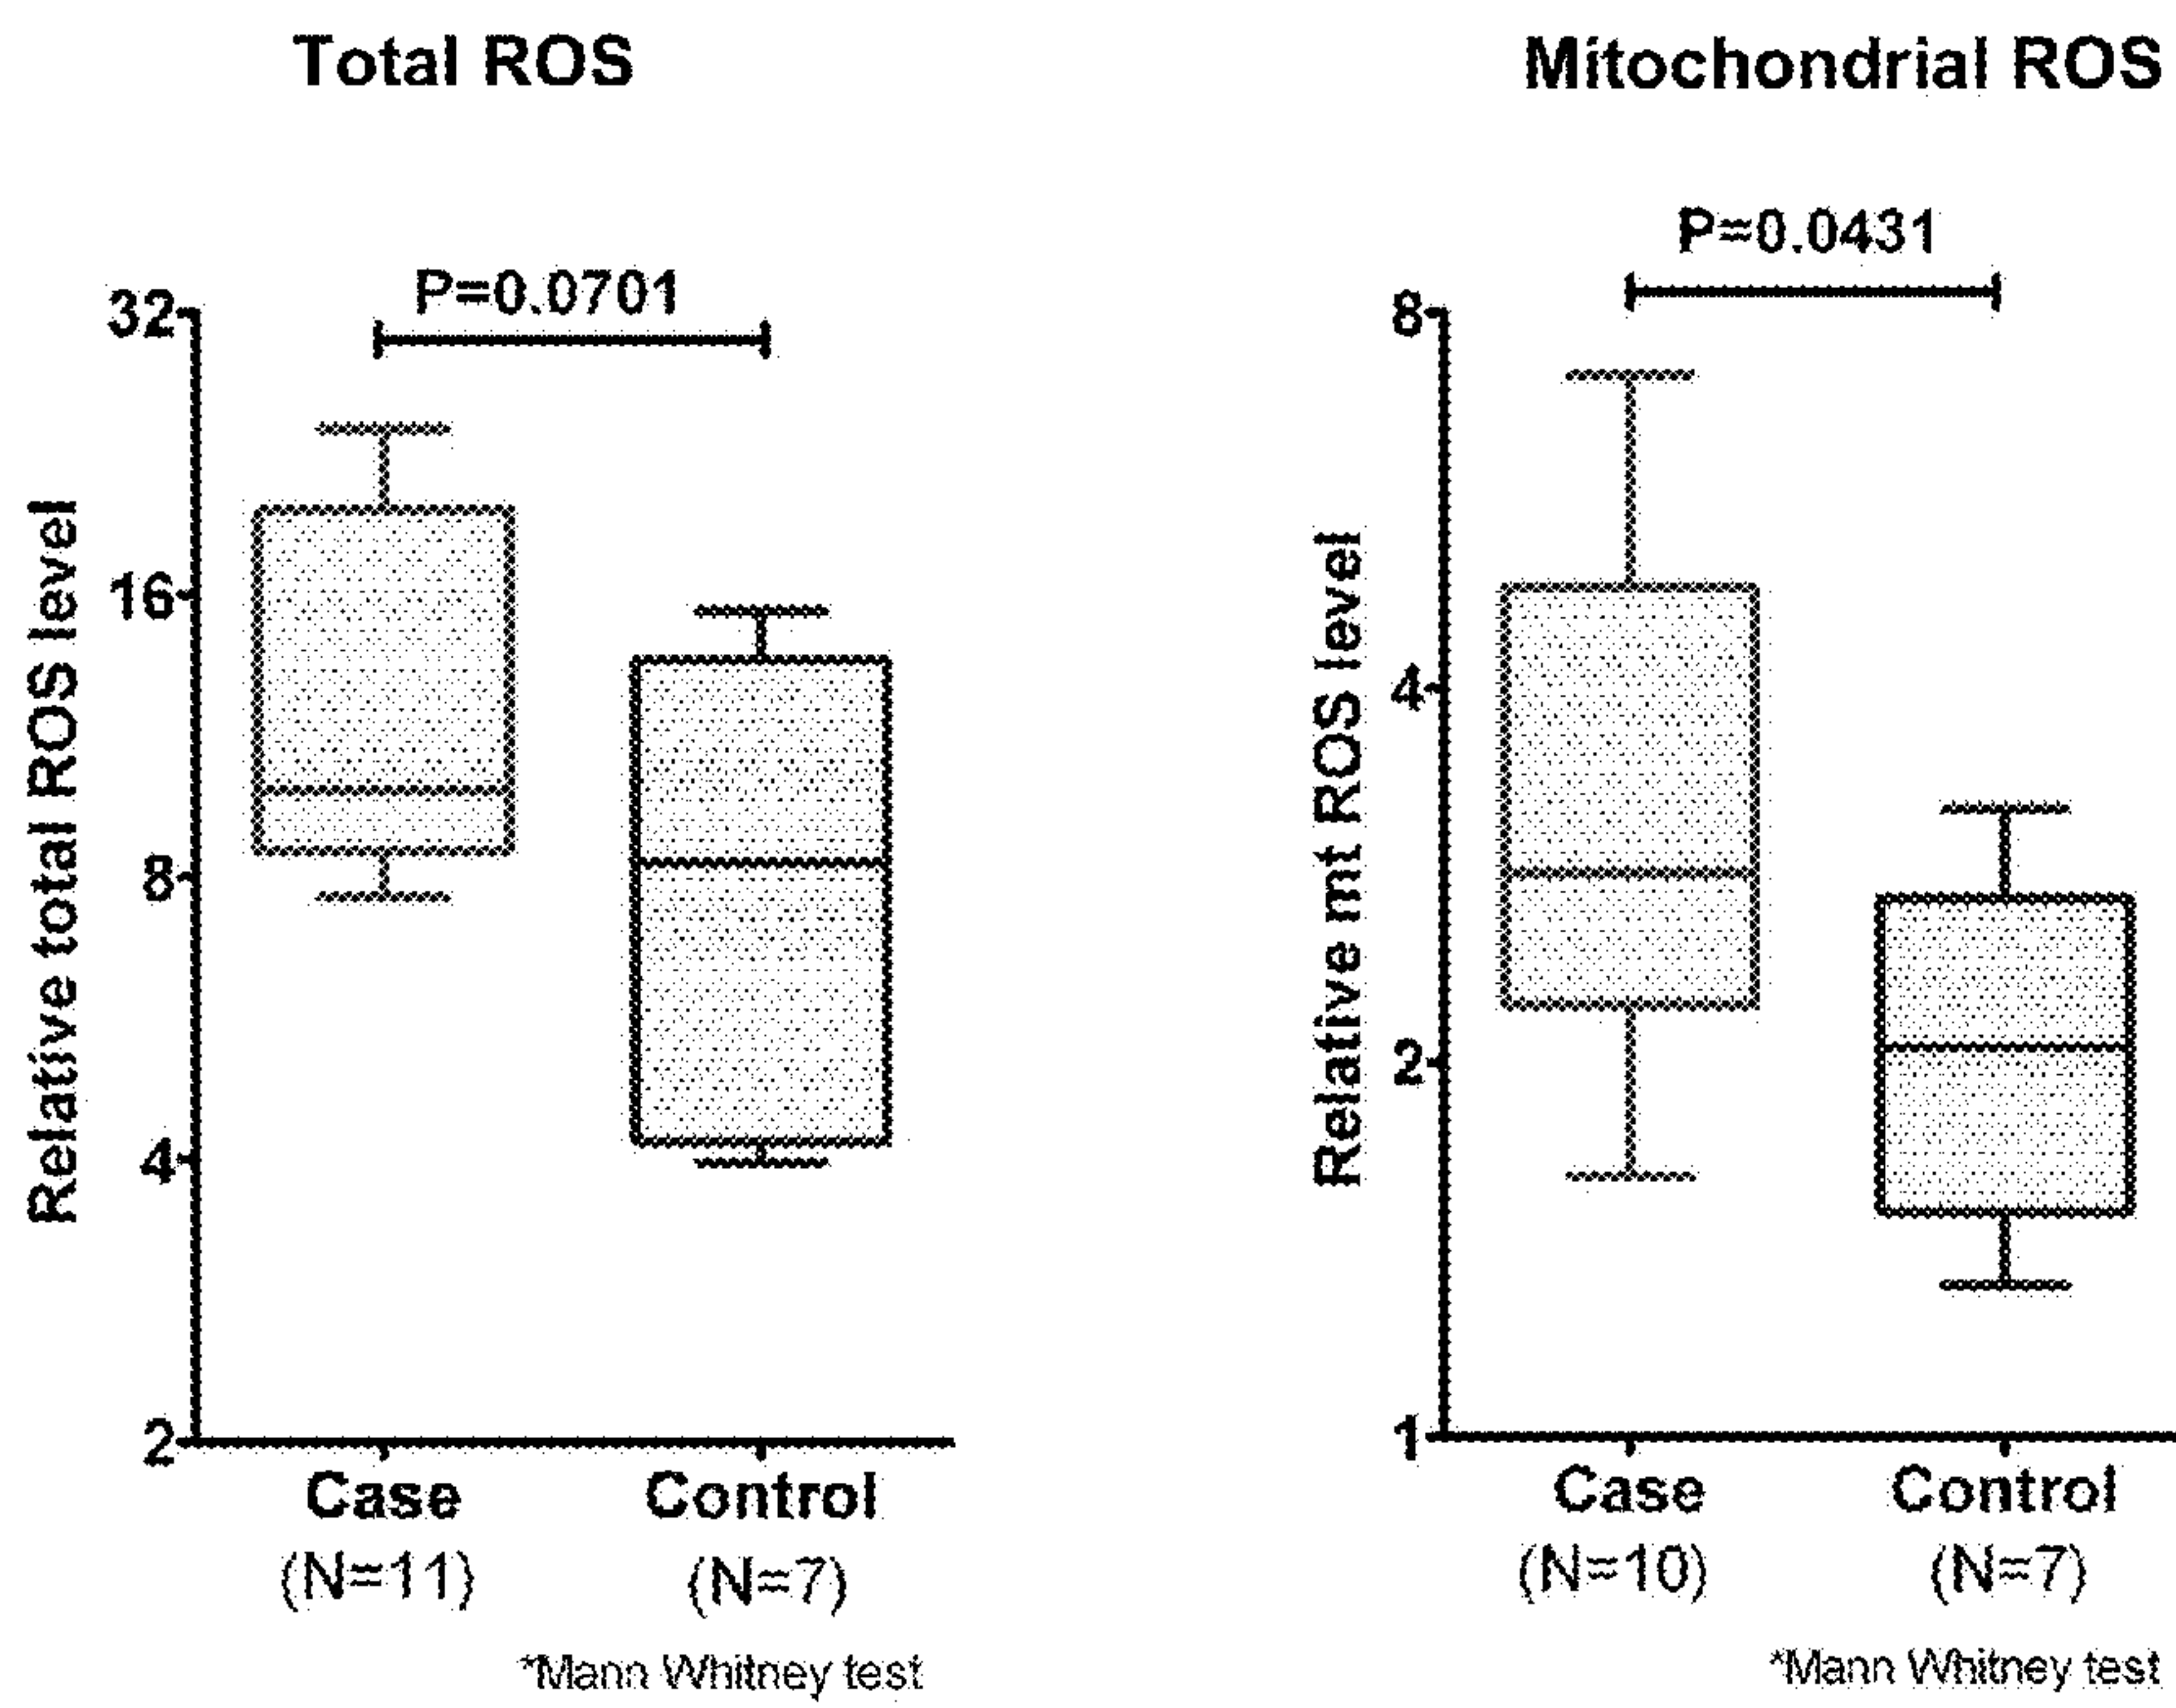 Total ROS
P=0.0701
32
16
8
4
2
Relative total ROS level
Case
Control
(N=11)
(N=7)
*Mann Whitney test
Mitochondrial ROS
P=0.0431
8
4
2
1
Relative mt ROS level
Case
Control
(N=10)
(N=7)
*Mann Whitney test